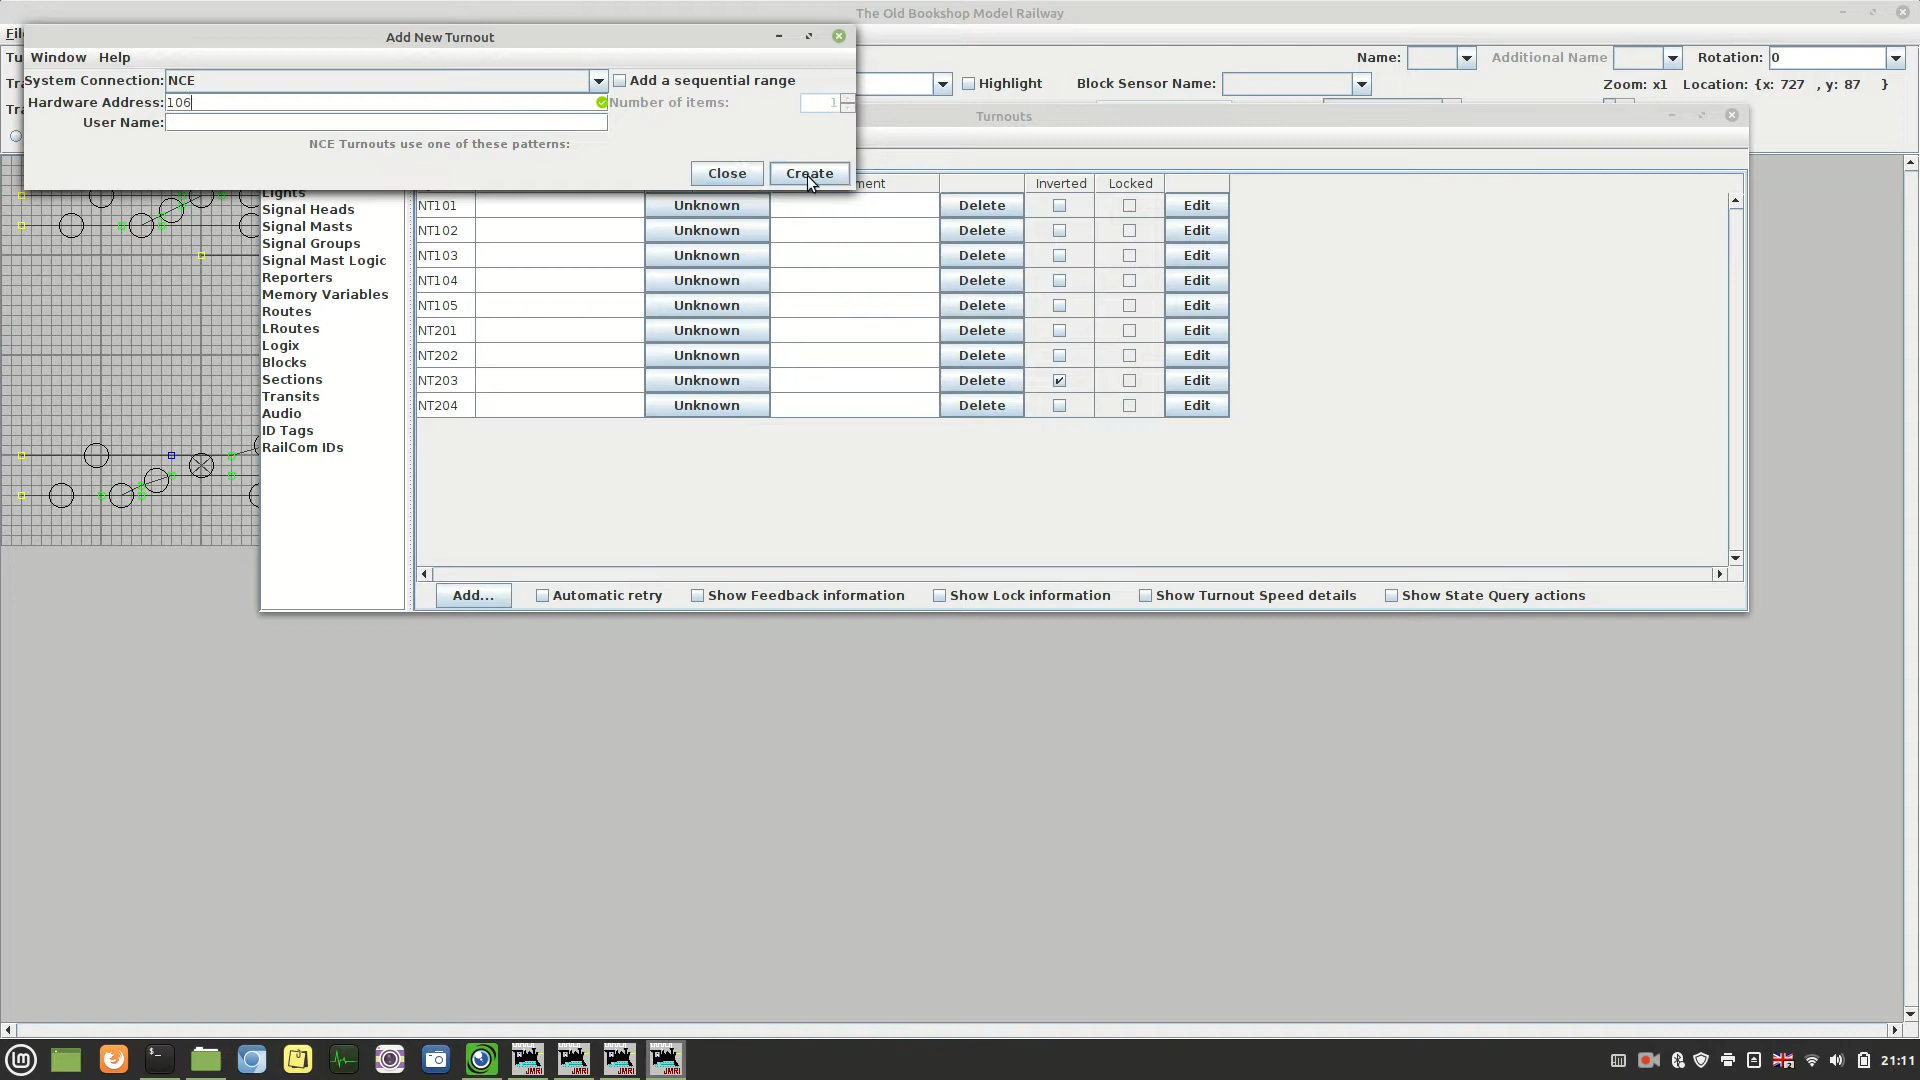 The Old Bookshop Model Railway
Add New Turnout
Window Help
System Connection: NCE
Add a sequential range
Hardware Address: 106
Number of items: 1
User Name:
NCE Turnouts use one of these patterns:
Close Create
Name:
Additional Name
Rotation: 0
Highlight
Block Sensor Name:
Zoom: x1 Location: {x: 727 , y: 87 }
Turnouts
Inverted Locked
NT101 Unknown Delete Edit
NT102 Unknown Delete Edit
NT103 Unknown Delete Edit
NT104 Unknown Delete Edit
NT105 Unknown Delete Edit
NT201 Unknown Delete Edit
NT202 Unknown Delete Edit
NT203 Unknown Delete Edit
NT204 Unknown Delete Edit
Lights
Signal Heads
Signal Masts
Signal Groups
Signal Mast Logic
Reporters
Memory Variables
Routes
LRoutes
Logix
Blocks
Sections
Transits
Audio
ID Tags
RailCom IDs
Add... Automatic retry Show Feedback information Show Lock information Show Turnout Speed details Show State Query actions
JMRI JMRI JMRI JMRI
21:11